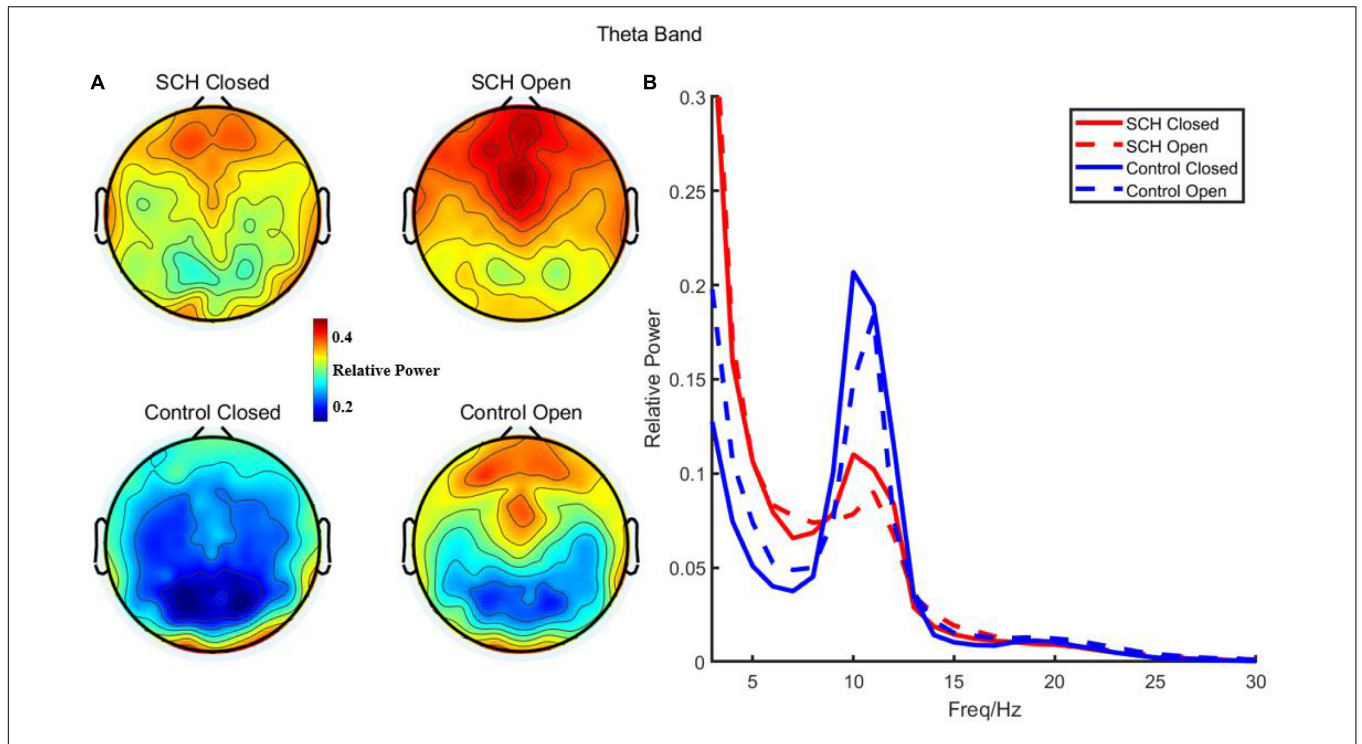 Theta Band
A
SCH Closed
SCH Open
0.4
Relative Power
0.2
Control Closed
Control Open
B
0.3
0.25
0.2
0.15
0.1
0.05
0
Relative Power
5
10
15
20
25
30
Freq/Hz
SCH Closed
SCH Open
Control Closed
Control Open